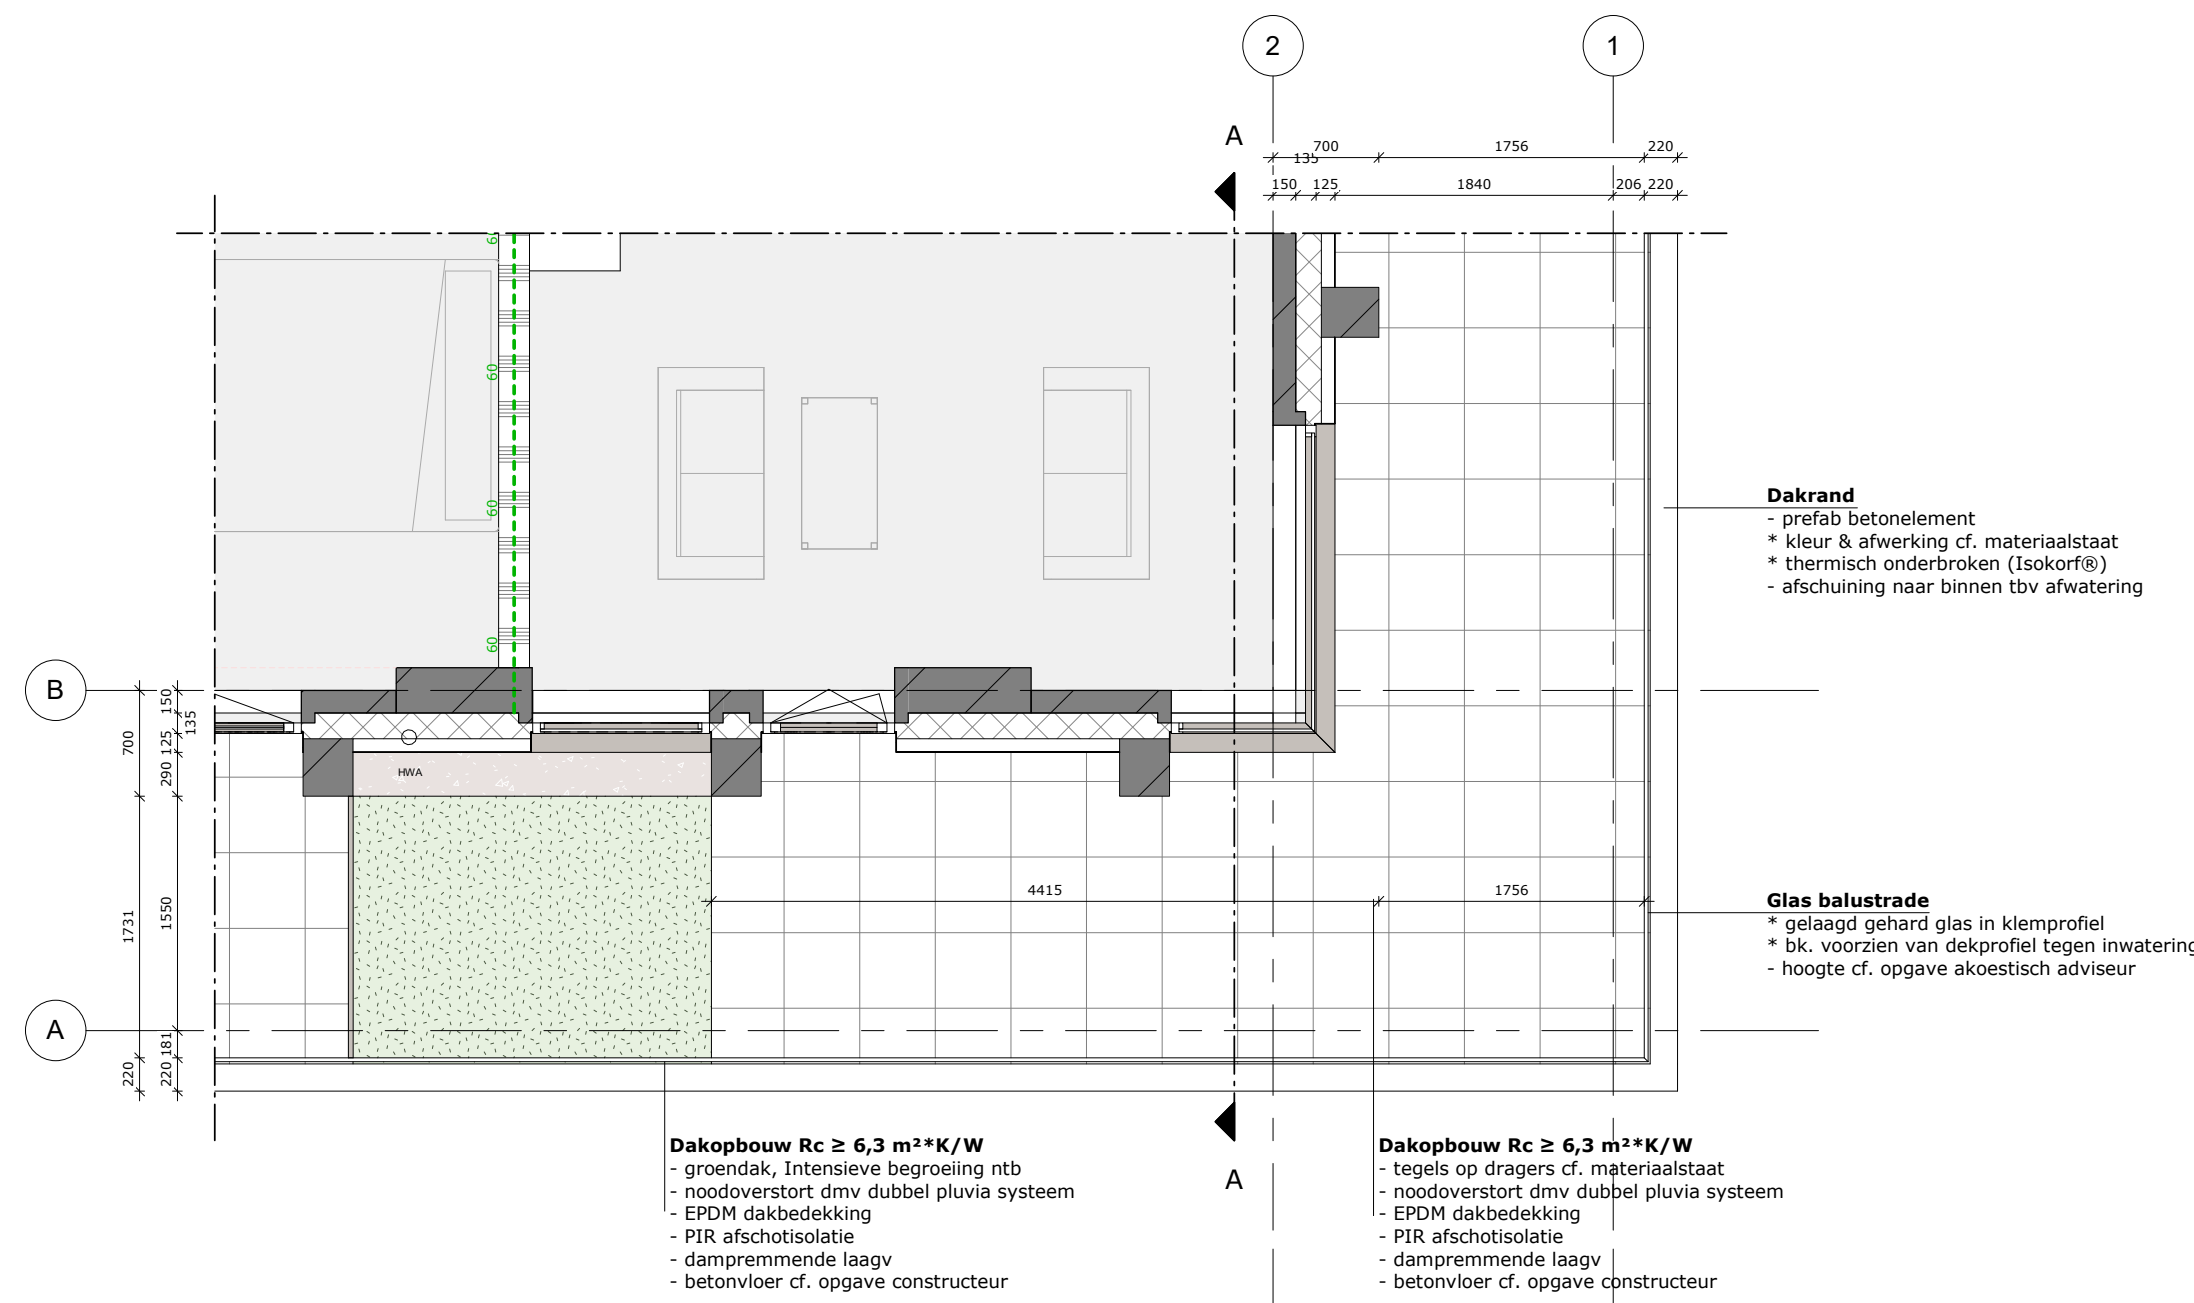 2
1
A
700
1756
220
135
150
125
1840
206
220
60
60
60
60
B
150
135
125
290
700
HWA
1731
1550
4415
1756
A
181
220
220
Dakrand
- prefab betonelement
* kleur & afwerking cf. materiaalstaat
* thermisch onderbroken (Isokorf®)
- afschuining naar binnen tbv afwatering
Glas balustrade
* gelaagd gehard glas in klemprofiel
* bk. voorzien van dekprofiel tegen inwatering
- hoogte cf. opgave akoestisch adviseur
Dakopbouw Rc ≥ 6,3 m²*K/W
- groendak, Intensieve begroeiing ntb
- noodoverstort dmv dubbel pluvia systeem
- EPDM dakbedekking
- PIR afschotisolatie
- dampremmende laagv
- betonvloer cf. opgave constructeur
A
Dakopbouw Rc ≥ 6,3 m²*K/W
- tegels op dragers cf. materiaalstaat
- noodoverstort dmv dubbel pluvia systeem
- EPDM dakbedekking
- PIR afschotisolatie
- dampremmende laagv
- betonvloer cf. opgave constructeur